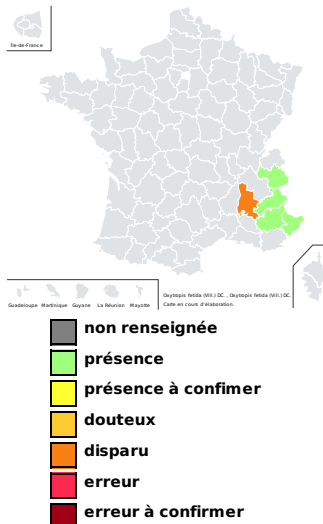 Île-de-France
Oxytropis fetida (Vill.) DC. , Oxytropis fetida (Vill.) DC.
Carte en cours d'élaboration.
Guadeloupe Martinique Guyane La Réunion Mayotte
non renseignée
présence
présence à confimer
douteux
disparu
erreur
erreur à confirmer